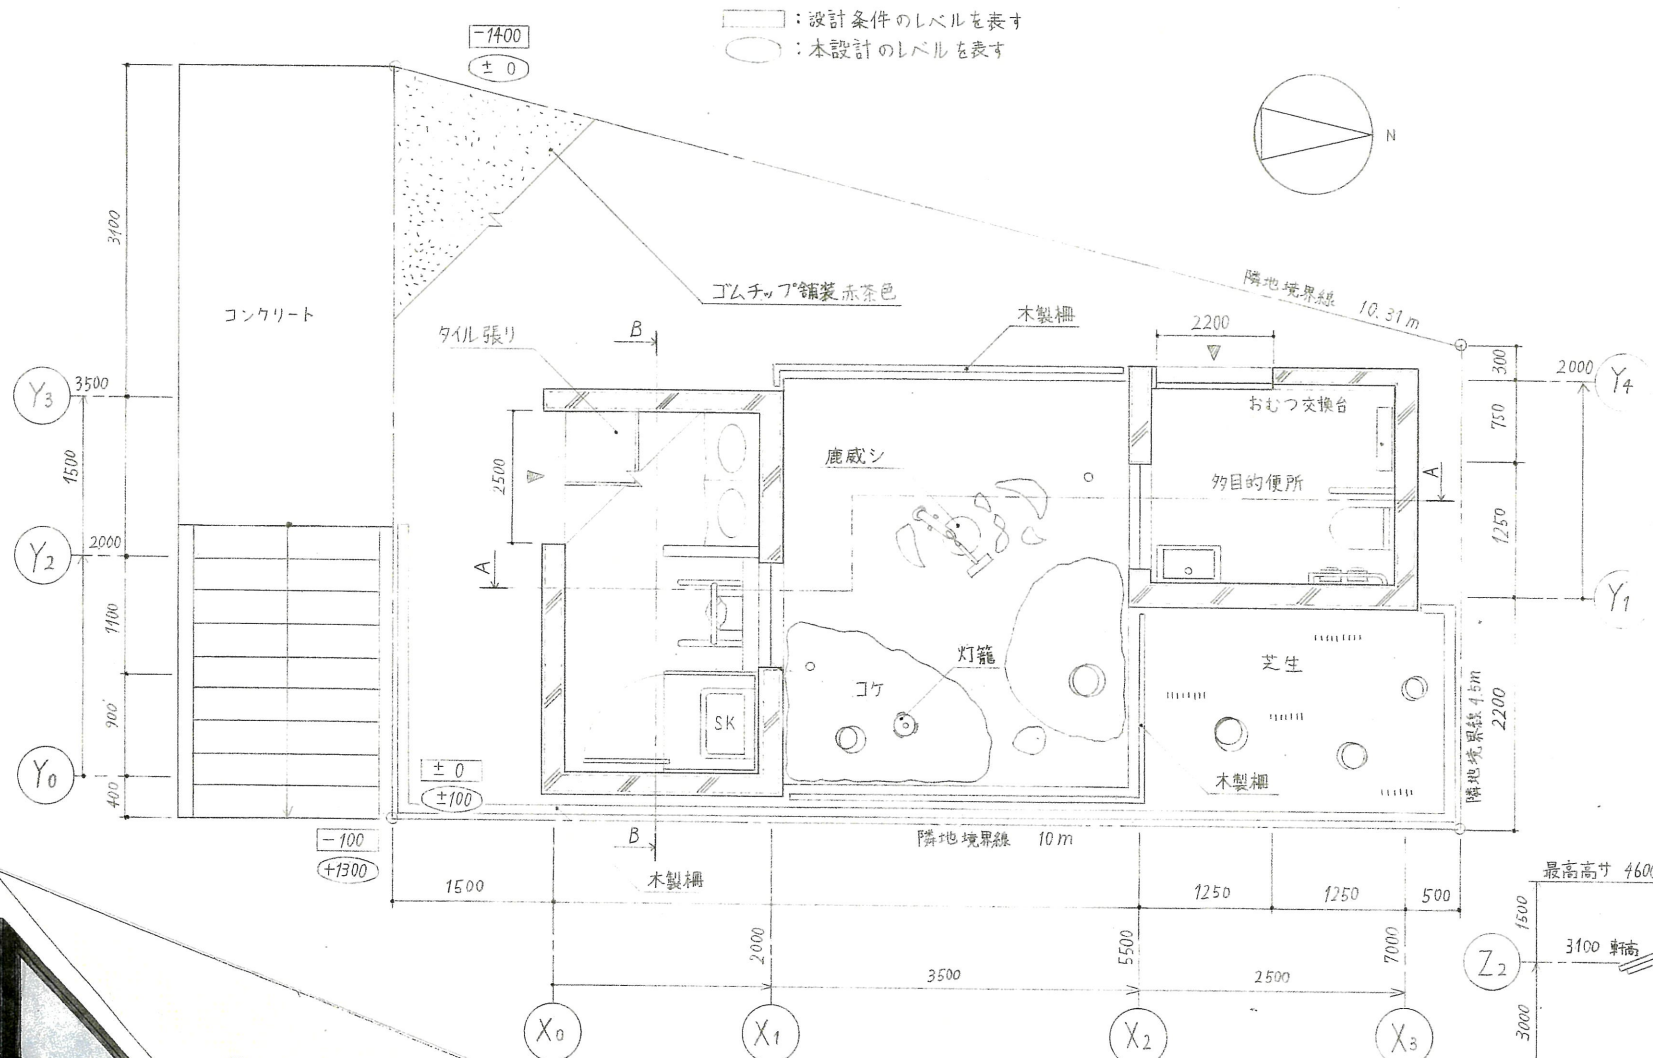 : 設計条件のレベルを表す
: 本設計のレベルを表す
-1400
± 0
N
3400
コンクリート
ゴムチップ舗装 赤茶色
タイル張り
B
木製柵
2200
隣地境界線 10.31m
300
Y3
3500
2000
Y4
おむつ交換台
750
鹿威シ
多目的便所
A
2500
1500
1250
Y2
2000
A
Y1
1100
灯籠
芝生
コケ
900
SK
隣地境界線 4.5m
2200
Y0
± 0
±100
木製柵
400
-100
+1300
B
隣地境界線 10m
木製柵
1500
1250
1250
500
最高高サ 4600
1500
2000
5500
7000
3100 軒高
Z2
3500
2500
3000
X0
X1
X2
X3